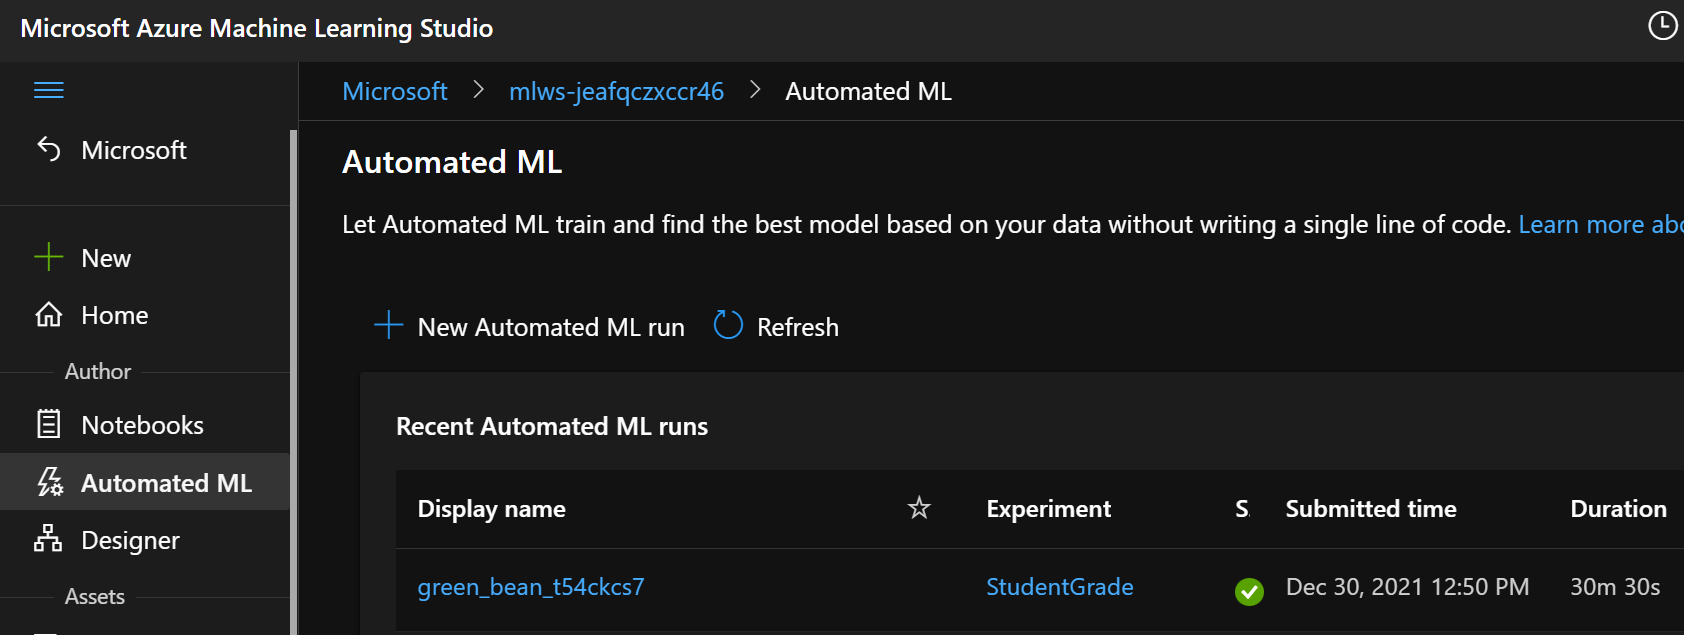 Microsoft Azure Machine Learning Studio
Microsoft > mlws-jeafqczxccr46 > Automated ML
Microsoft
New
Home
Author
Notebooks
Automated ML
Designer
Assets
Automated ML
Let Automated ML train and find the best model based on your data without writing a single line of code. Learn more abo
New Automated ML run Refresh
Recent Automated ML runs
Display name Experiment S. Submitted time Duration
green_bean_t54ckcs7 StudentGrade Dec 30, 2021 12:50 PM 30m 30s